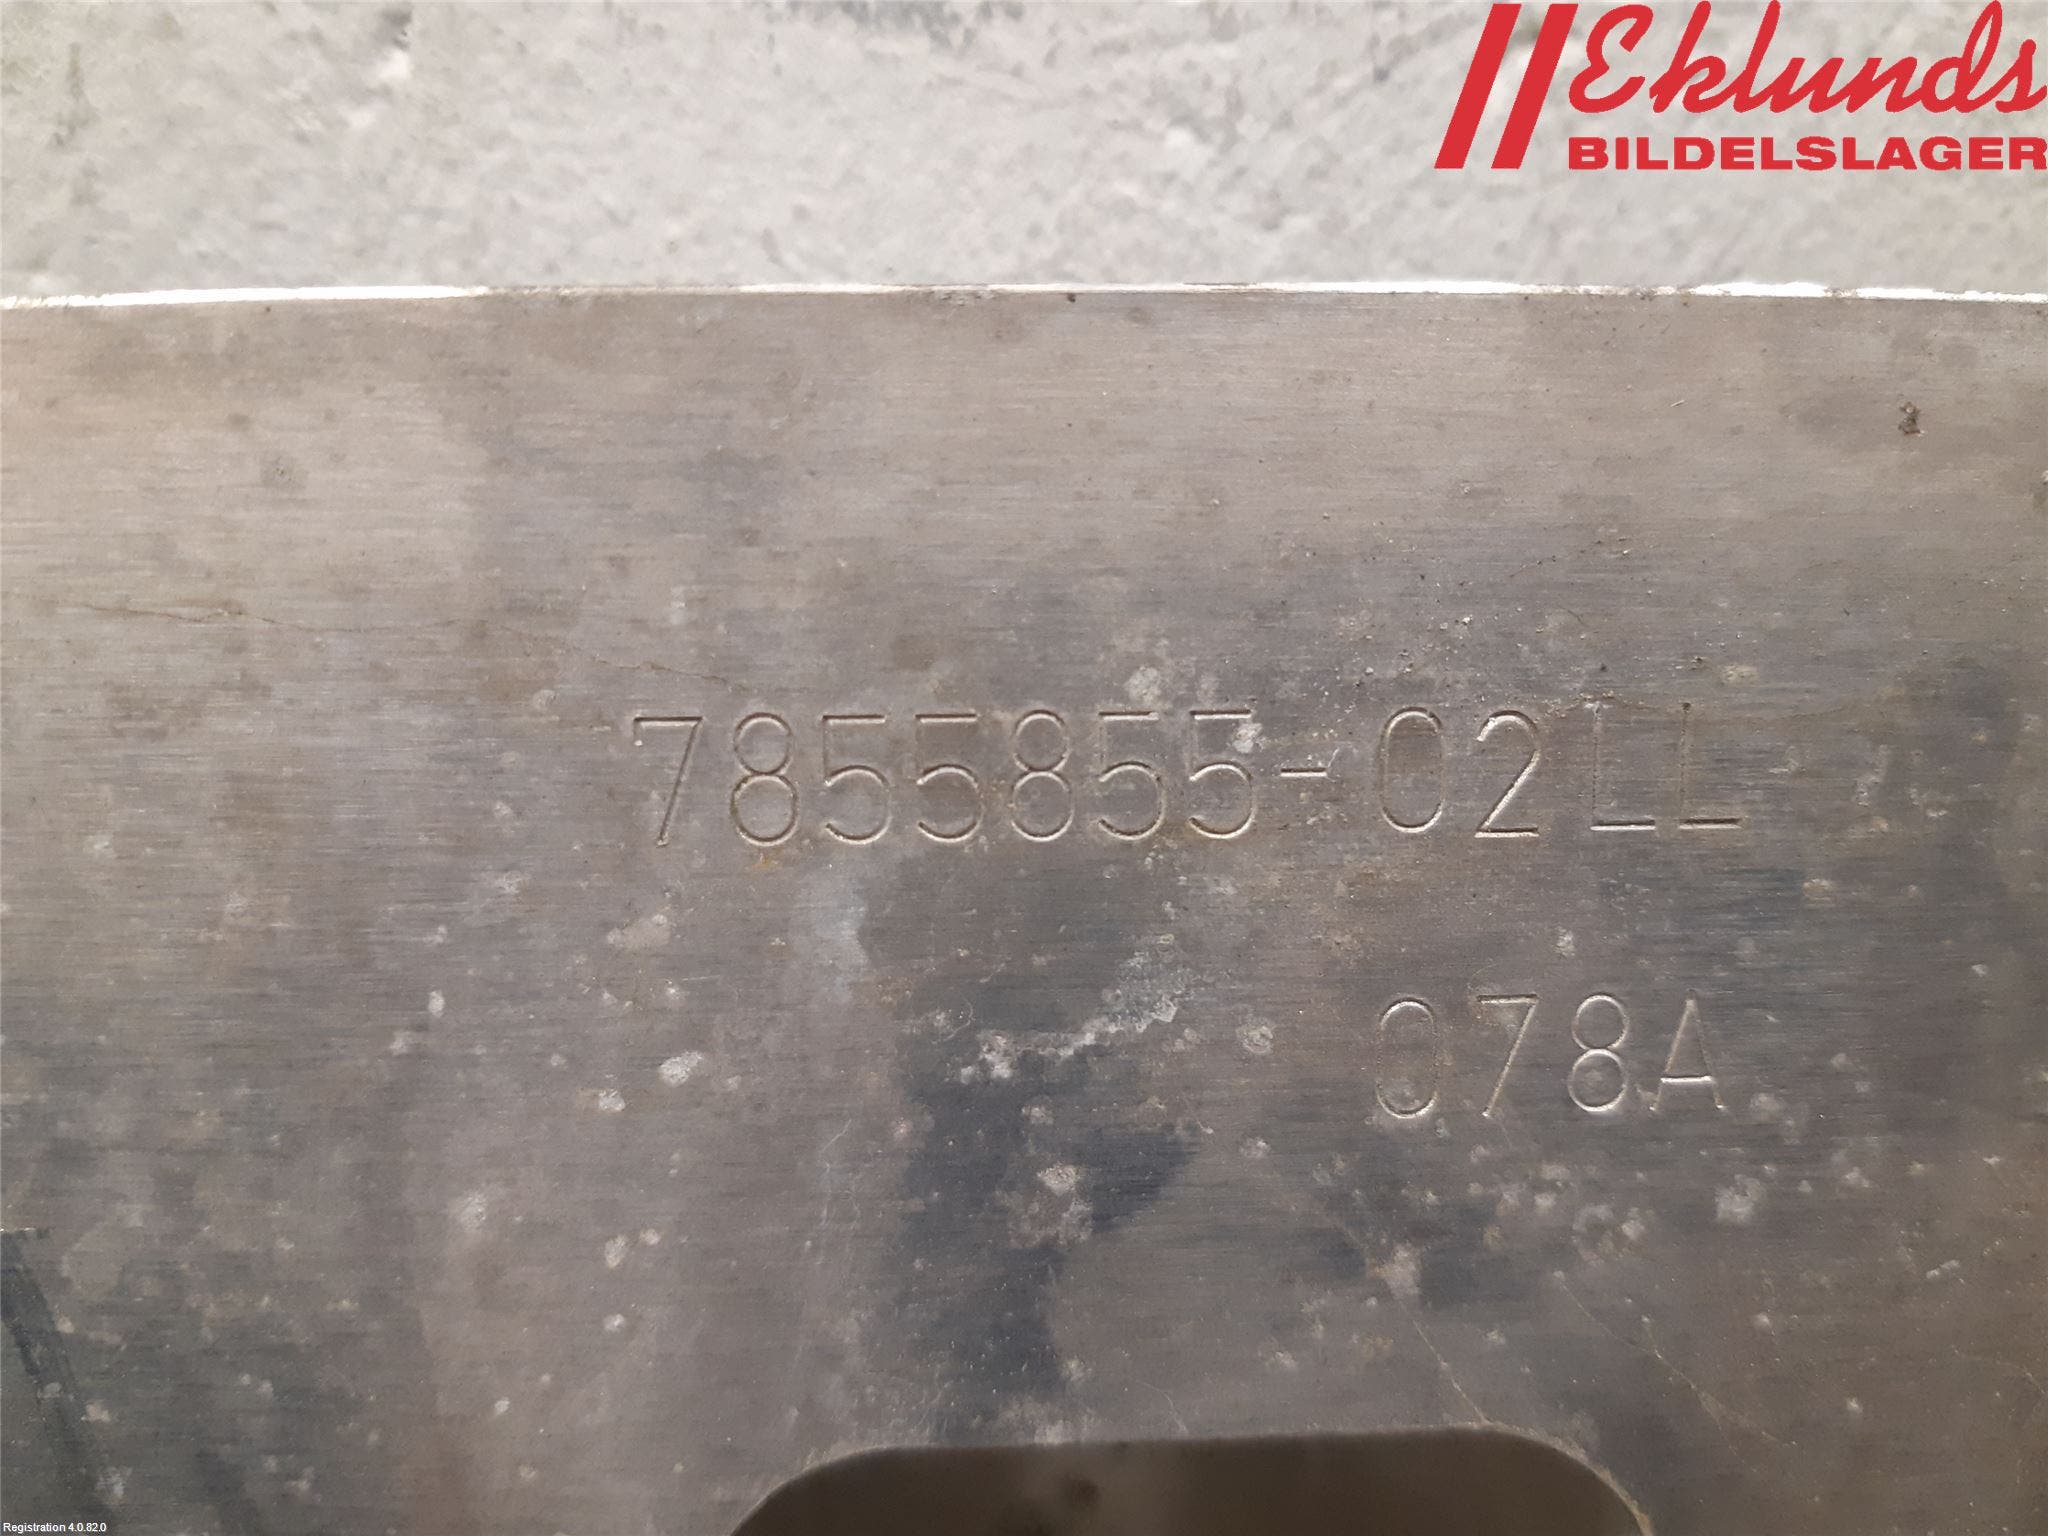 Eklunds
BILDELSLAGER
7855855-02LL
078A
Registration 4.0.82.0